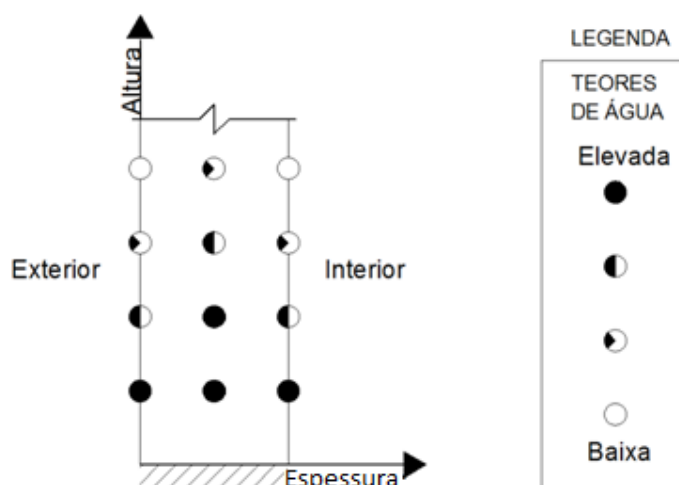 Altura
Exterior
Interior
Espessura
LEGENDA
TEORES
DE ÁGUA
Elevada
Baixa